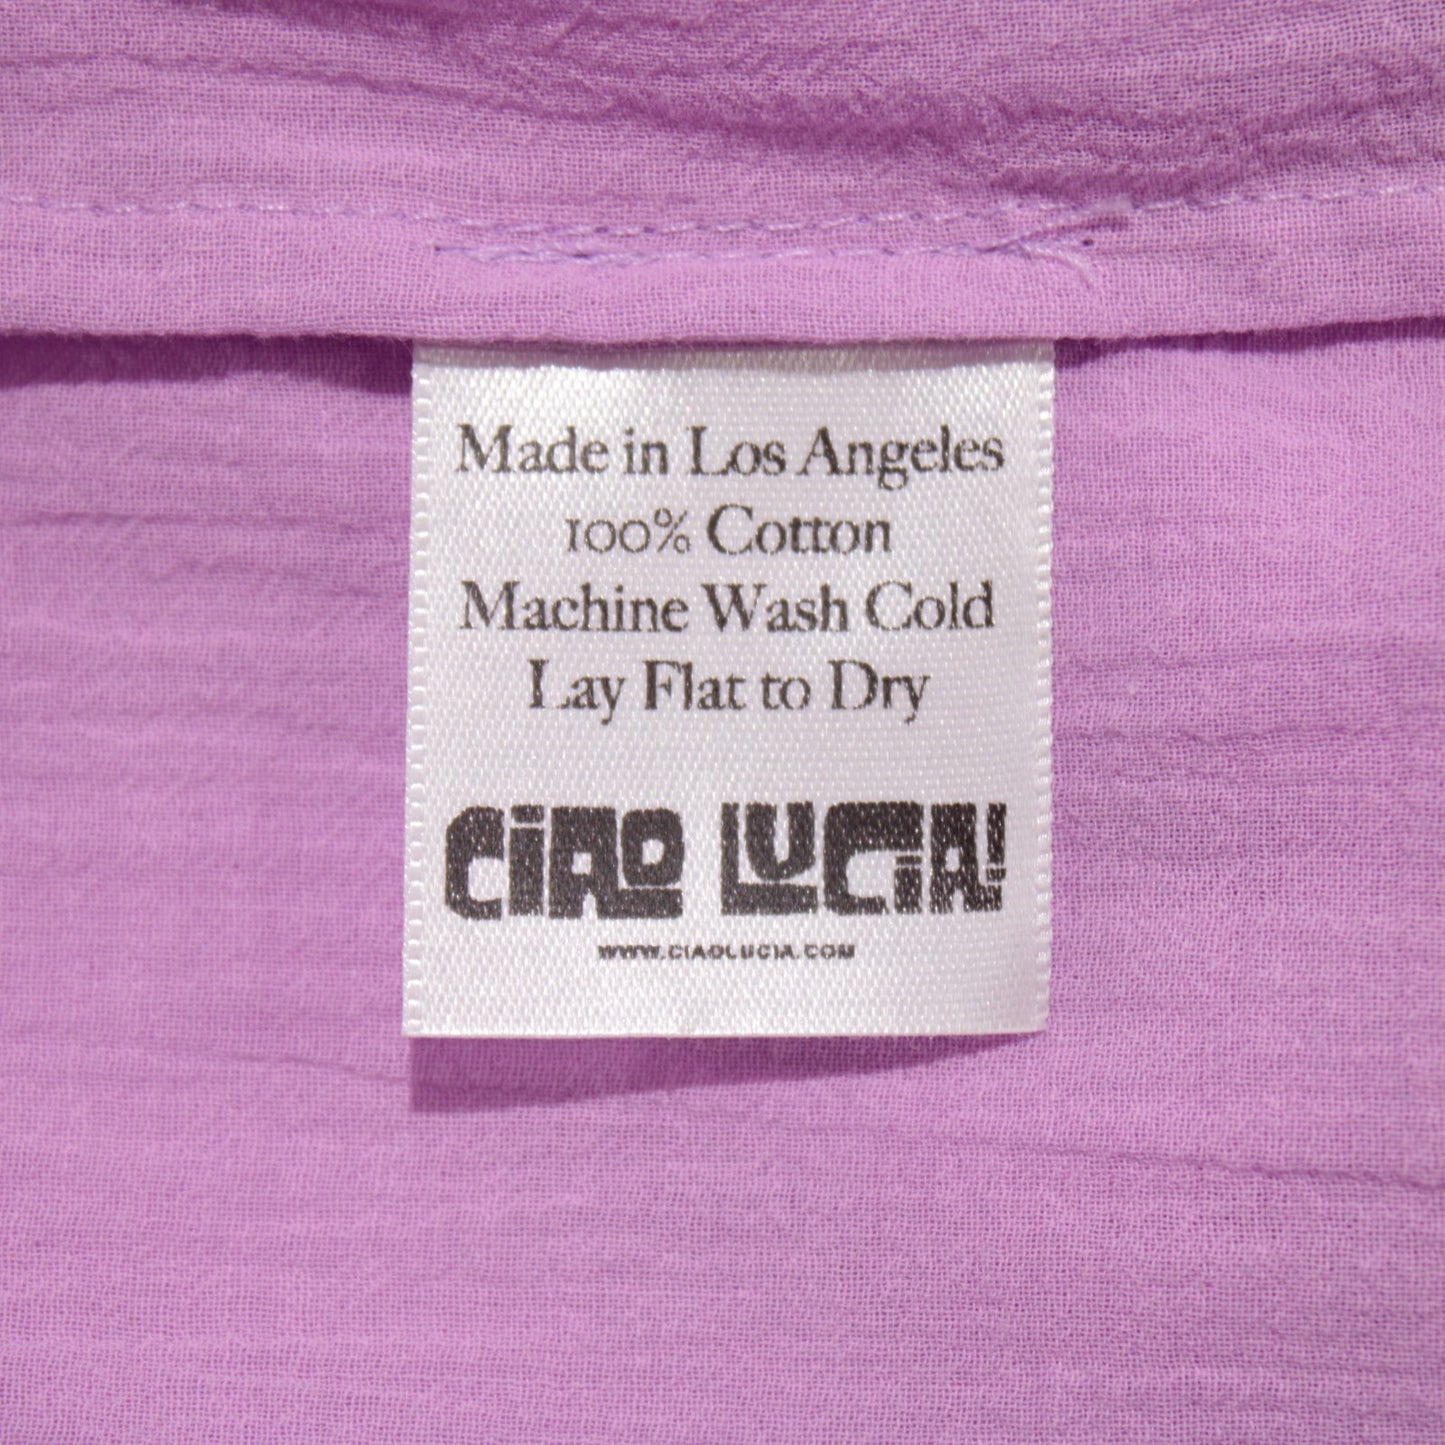 Made in Los Angeles
100% Cotton
Machine Wash Cold
Lay Flat to Dry
CiAO LUCiA!
WWW.CIAOLUCIA.COM